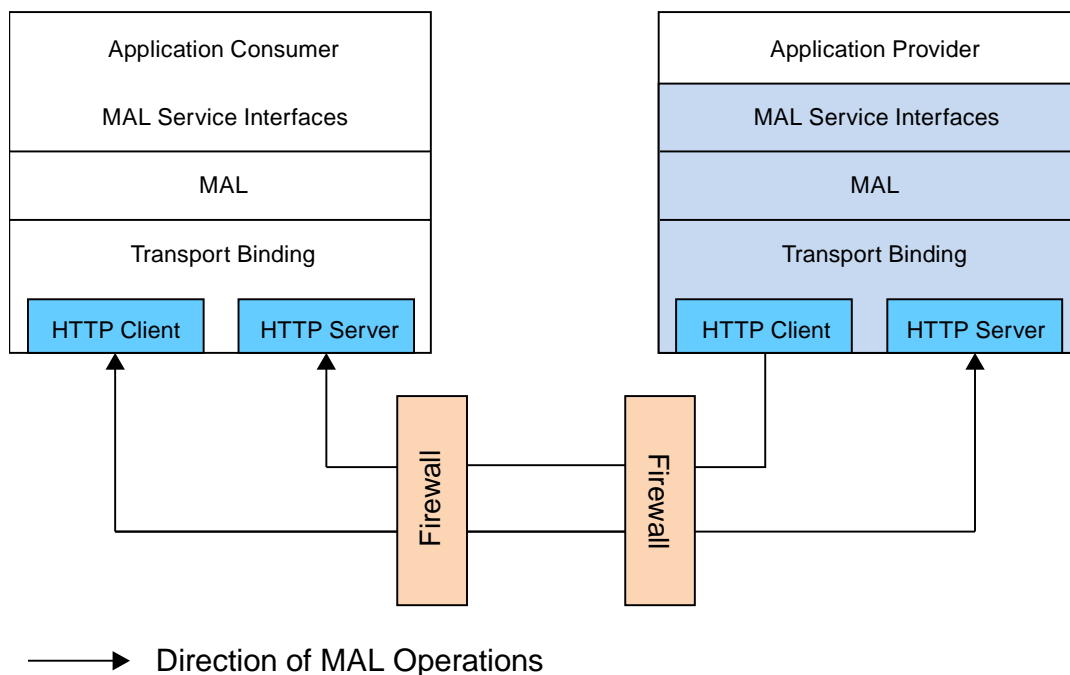 Application Consumer
MAL Service Interfaces
MAL
Transport Binding
HTTP Client
HTTP Server
Application Provider
MAL Service Interfaces
MAL
Transport Binding
HTTP Client
HTTP Server
Firewall
Firewall
Direction of MAL Operations